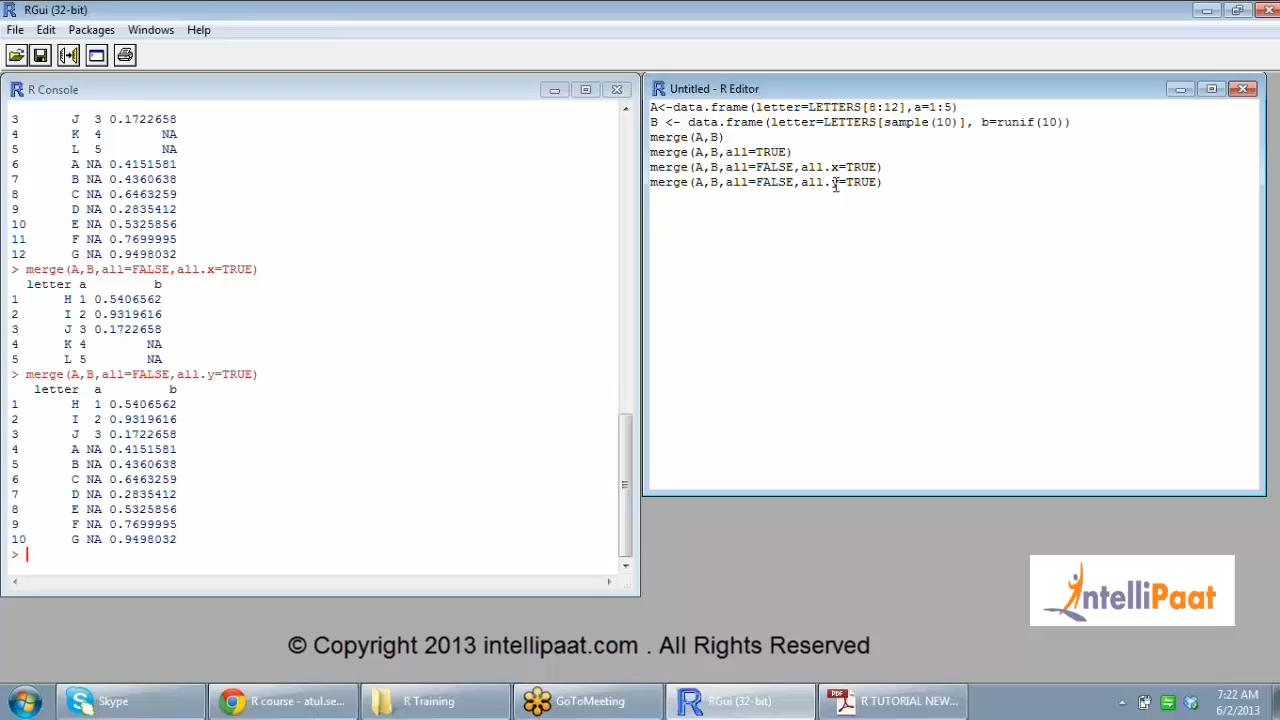 RGui (32-bit)
File Edit Packages Windows Help
R Console
3 J 3 0.1722658
4 K 4 NA
5 L 5 NA
6 A NA 0.4151581
7 B NA 0.4360638
8 C NA 0.6463259
9 D NA 0.2835412
10 E NA 0.5325856
11 F NA 0.7699995
12 G NA 0.9498032
> merge(A,B,all=FALSE,all.x=TRUE)
letter a b
1 H 1 0.5406562
2 I 2 0.9319616
3 J 3 0.1722658
4 K 4 NA
5 L 5 NA
> merge(A,B,all=FALSE,all.y=TRUE)
letter a b
1 H 1 0.5406562
2 I 2 0.9319616
3 J 3 0.1722658
4 A NA 0.4151581
5 B NA 0.4360638
6 C NA 0.6463259
7 D NA 0.2835412
8 E NA 0.5325856
9 F NA 0.7699995
10 G NA 0.9498032
>
Untitled - R Editor
A<-data.frame(letter=LETTERS[8:12],a=1:5)
B <- data.frame(letter=LETTERS[sample(10)], b=runif(10))
merge(A,B)
merge(A,B,all=TRUE)
merge(A,B,all=FALSE,all.x=TRUE)
merge(A,B,all=FALSE,all.y=TRUE)
IntelliPaat
© Copyright 2013 intellipaat.com . All Rights Reserved
Skype
R course - atul.se...
R Training
GoToMeeting
RGui (32-bit)
R TUTORIAL NEW...
7:22 AM
6/2/2013